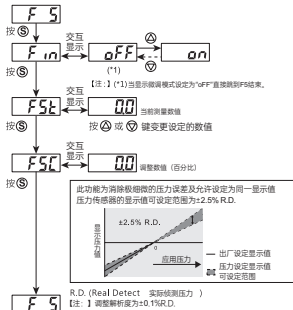 F 5
按Ⓢ
交互
显示
F in
oFF
on
(*1)
【注:】(*1)当显示微调模式设定为"oFF"直接跳到F5结束。
按Ⓢ
交互
显示
FSt
0.0
当前测量数值
按Ⓢ
按 或 键变更设定的数值
交互
显示
FSC
0.0
调整数值（百分比）
按Ⓢ
此功能为消除极细微的压力误差及允许设定为同一显示值
压力传感器的显示值可设定范围为±2.5% R.D.
±2.5% R.D.
显示压力值
0
应用压力
出厂设定显示值
压力设定显示值
可设定范围
F 5
R.D. (Real Detect 实际侦测压力 )
【注: 】调整解析度为±0.1%R.D.